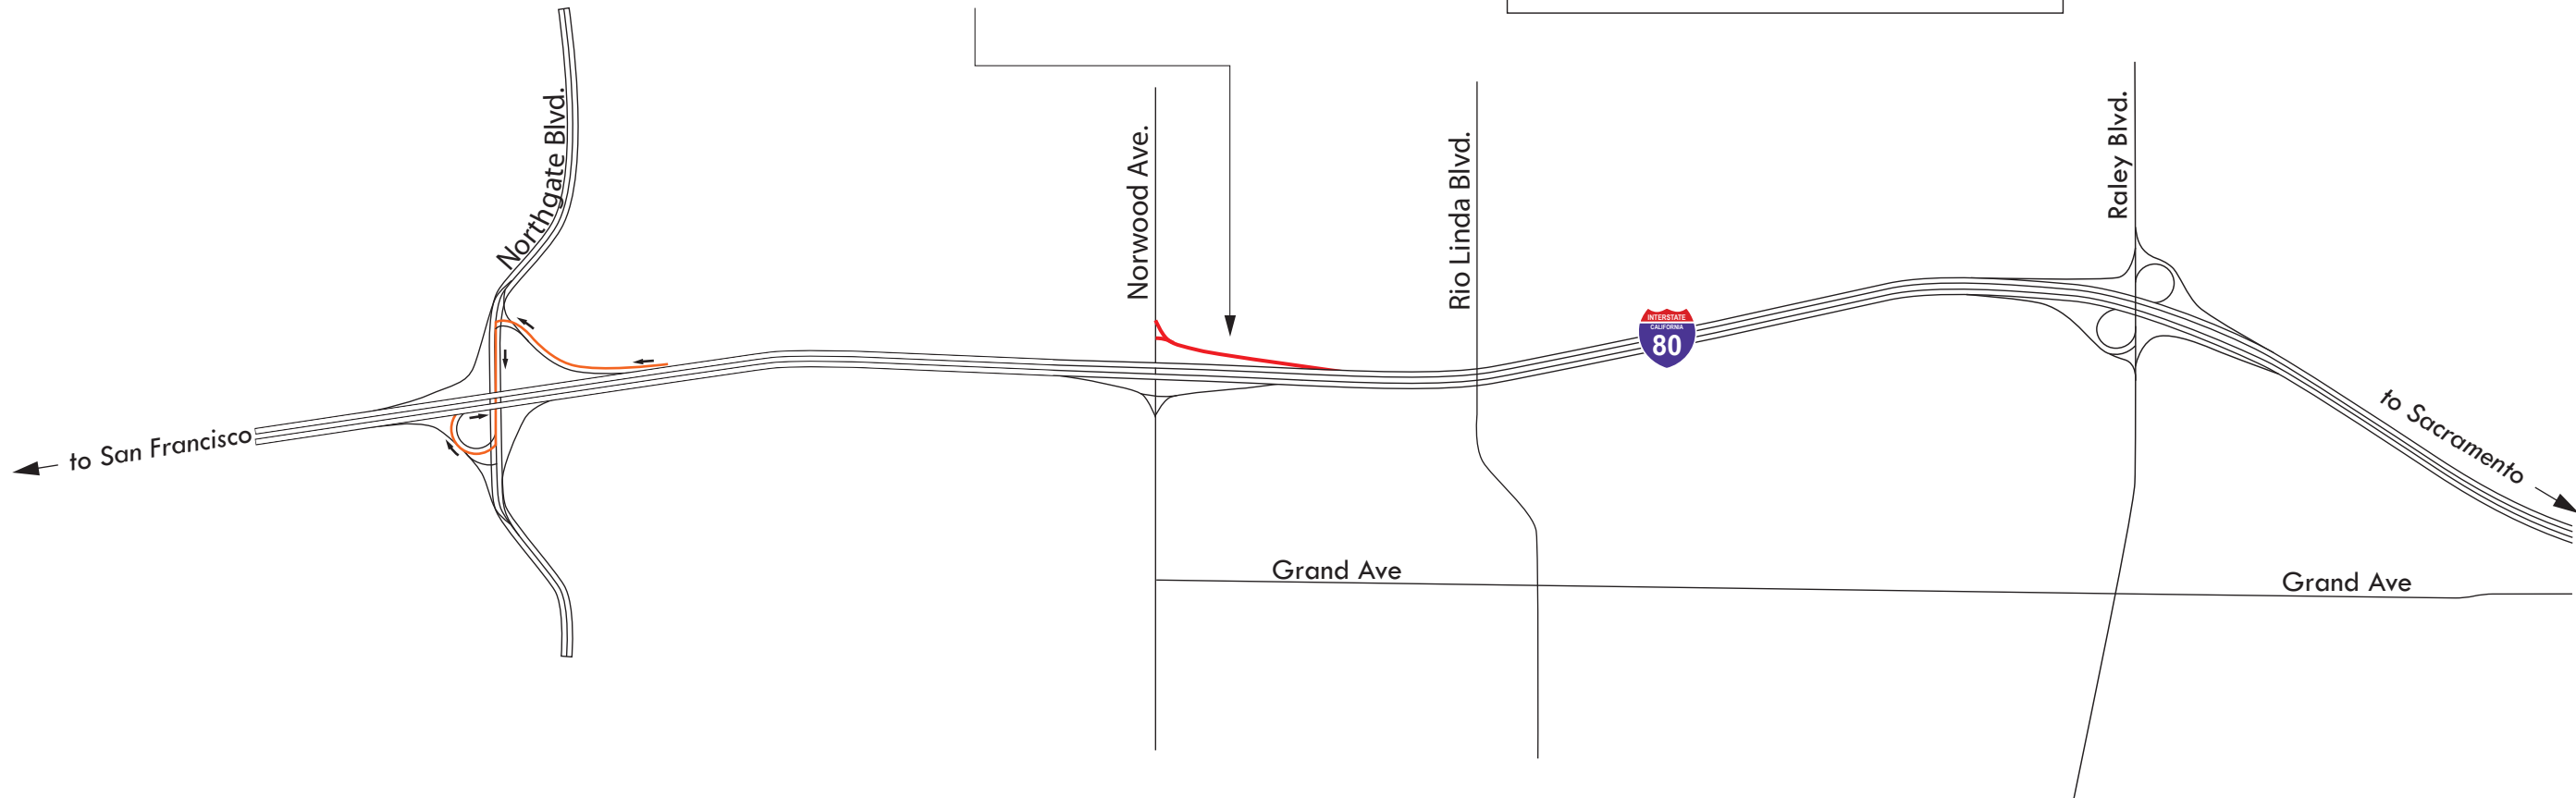 Northgate Blvd.
Norwood Ave.
Rio Linda Blvd.
Raley Blvd.
INTERSTATE
CALIFORNIA
80
to San Francisco
to Sacramento
Grand Ave
Grand Ave